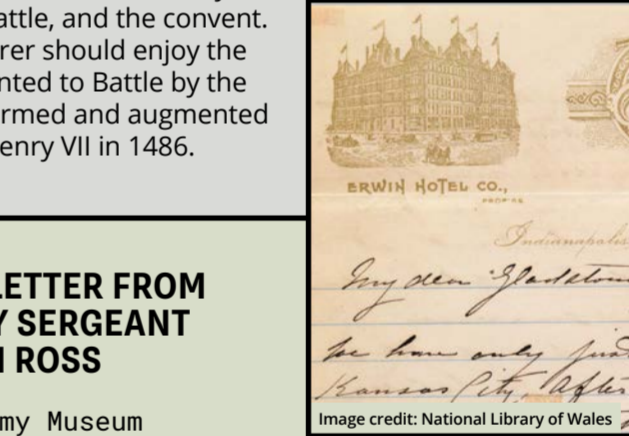 attle, and the convent.
rer should enjoy the
nted to Battle by the
rmed and augmented
enry VII in 1486.
LETTER FROM
Y SERGEANT
ROSS
my Museum
ERWIN HOTEL CO.,
PROP'RS
Indianapolis
My dear Gladstone
We have only just
Kansas City. After
Image credit: National Library of Wales